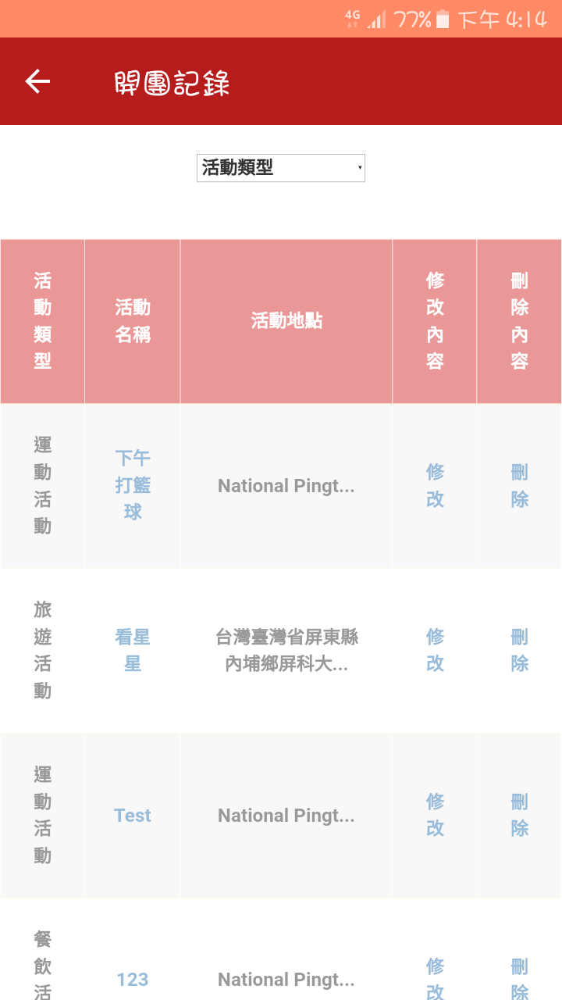 4G 77% 下午 4:14
開團記錄
活動類型
活動類型
活動名稱
活動地點
修改內容
刪除內容
運動活動
下午打籃球
National Pingt...
修改
刪除
旅遊活動
看星星
台灣臺灣省屏東縣
內埔鄉屏科大...
修改
刪除
運動活動
Test
National Pingt...
修改
刪除
餐飲活
123
National Pingt...
修改
刪除